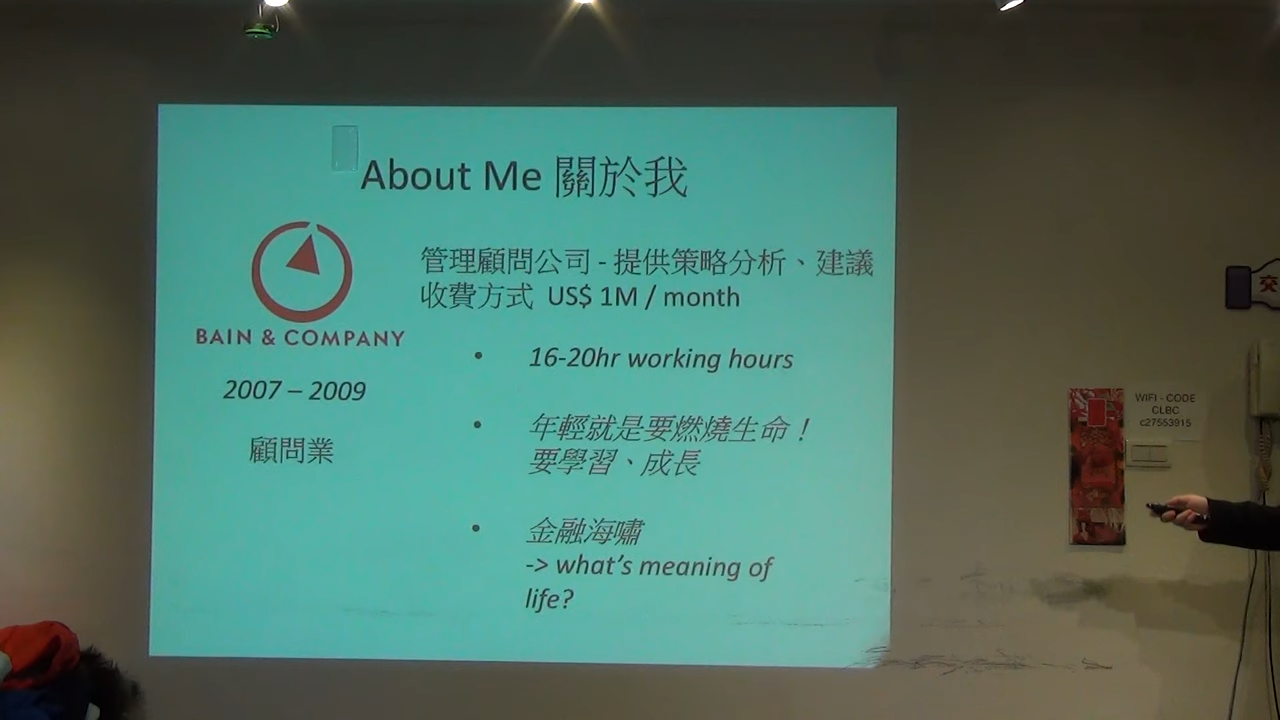 About Me 關於我
管理顧問公司 - 提供策略分析、建議
收費方式 US$ 1M / month
BAIN & COMPANY
2007 – 2009
顧問業
• 16-20hr working hours
• 年輕就是要燃燒生命！
要學習、成長
• 金融海嘯
-> what's meaning of
life?
交
WIFI - CODE
CLBC
c27553915